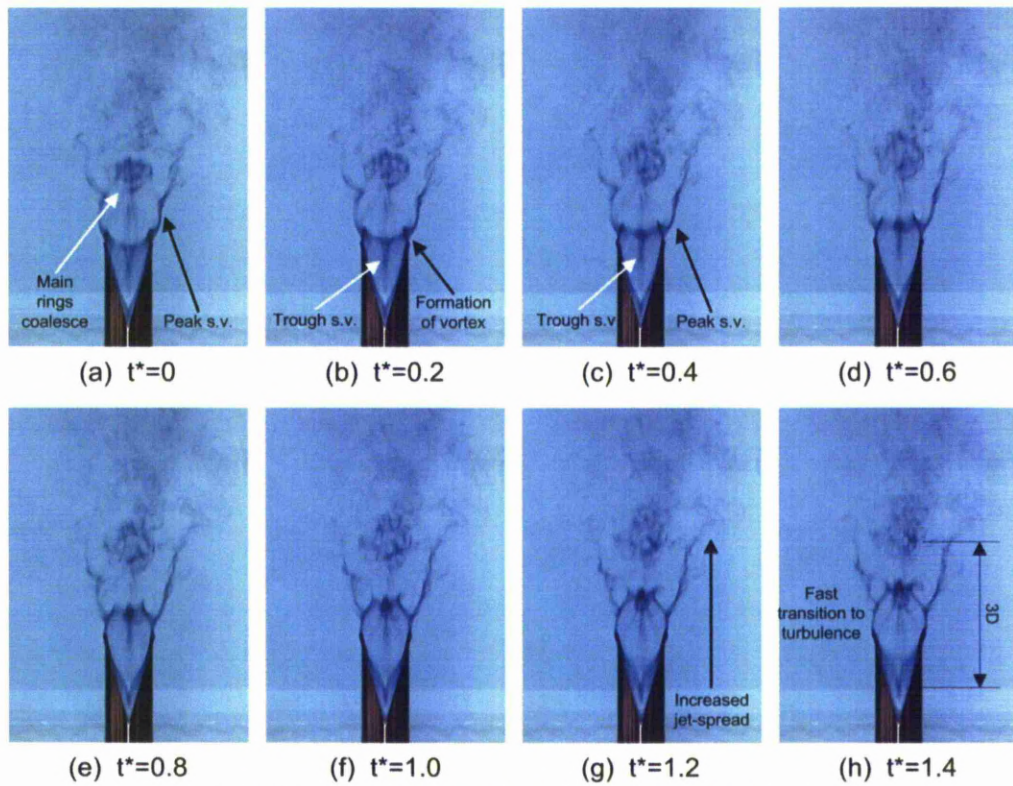 Main
rings
coalesce
Peak s.v.
(a) t*=0
Trough s.v.
Formation
of vortex
(b) t*=0.2
Trough s.v
Peak s.v.
(c) t*=0.4
(d) t*=0.6
(e) t*=0.8
(f) t*=1.0
Increased
jet-spread
(g) t*=1.2
Fast
transition to
turbulence
3D
(h) t*=1.4